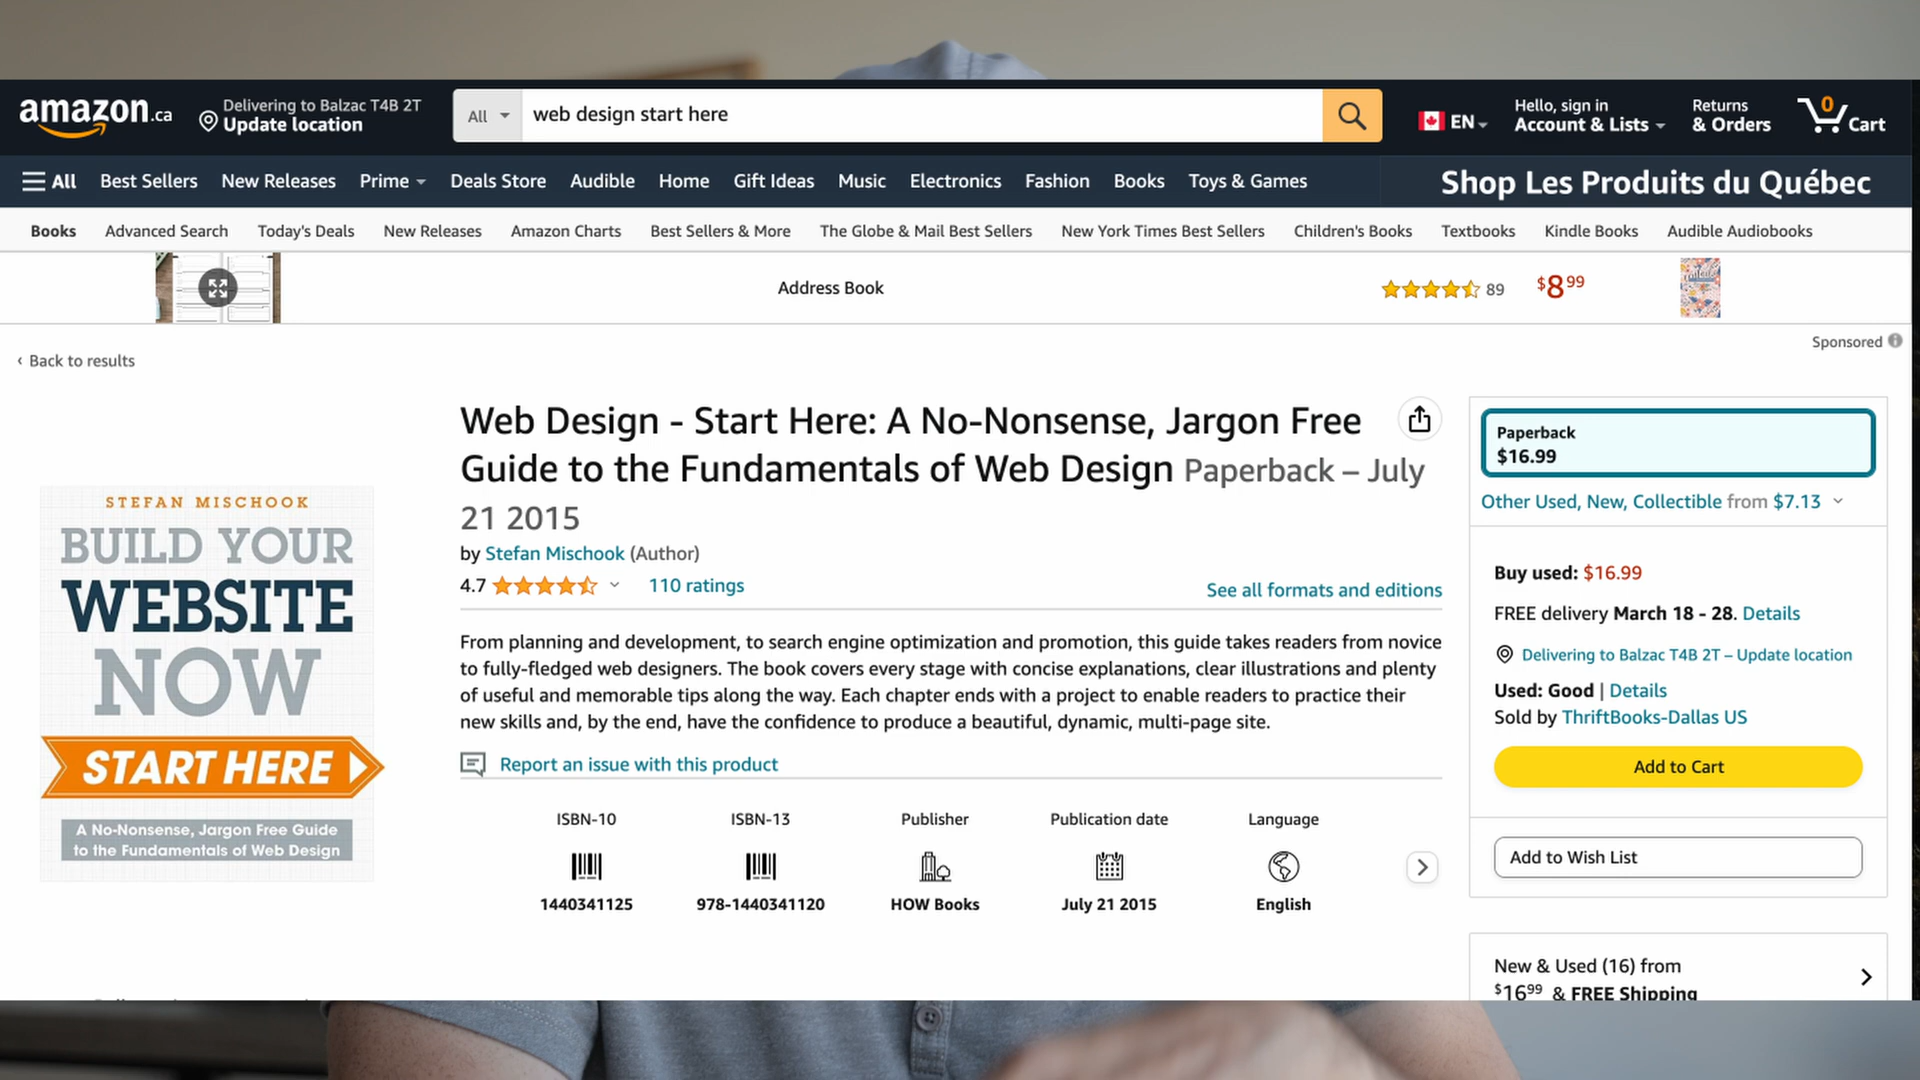 amazon.ca
Delivering to Balzac T4B 2T
Update location
All
web design start here
EN
Hello, sign in
Account & Lists
Returns
& Orders
0
Cart
All
Best Sellers
New Releases
Prime
Deals Store
Audible
Home
Gift Ideas
Music
Electronics
Fashion
Books
Toys & Games
Shop Les Produits du Québec
Books
Advanced Search
Today's Deals
New Releases
Amazon Charts
Best Sellers & More
The Globe & Mail Best Sellers
New York Times Best Sellers
Children's Books
Textbooks
Kindle Books
Audible Audiobooks
Address Book
89
$8 99
Sponsored
‹ Back to results
STEFAN MISCHOOK
BUILD YOUR
WEBSITE
NOW
START HERE
A No-Nonsense, Jargon Free Guide
to the Fundamentals of Web Design
Web Design - Start Here: A No-Nonsense, Jargon Free
Guide to the Fundamentals of Web Design Paperback – July
21 2015
by Stefan Mischook (Author)
4.7
110 ratings
See all formats and editions
From planning and development, to search engine optimization and promotion, this guide takes readers from novice
to fully-fledged web designers. The book covers every stage with concise explanations, clear illustrations and plenty
of useful and memorable tips along the way. Each chapter ends with a project to enable readers to practice their
new skills and, by the end, have the confidence to produce a beautiful, dynamic, multi-page site.
Report an issue with this product
ISBN-10
1440341125
ISBN-13
978-1440341120
Publisher
HOW Books
Publication date
July 21 2015
Language
English
Paperback
$16.99
Other Used, New, Collectible from $7.13
Buy used: $16.99
FREE delivery March 18 - 28. Details
Delivering to Balzac T4B 2T – Update location
Used: Good | Details
Sold by ThriftBooks-Dallas US
Add to Cart
Add to Wish List
New & Used (16) from
$16 99 & FREE Shipping